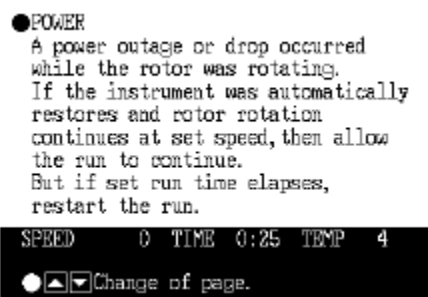 ●POWER
A power outage or drop occurred
while the rotor was rotating.
If the instrument was automatically
restores and rotor rotation
continues at set speed, then allow
the run to continue.
But if set run time elapses,
restart the run.
SPEED 0 TIME 0:25 TEMP 4
●▲▼Change of page.